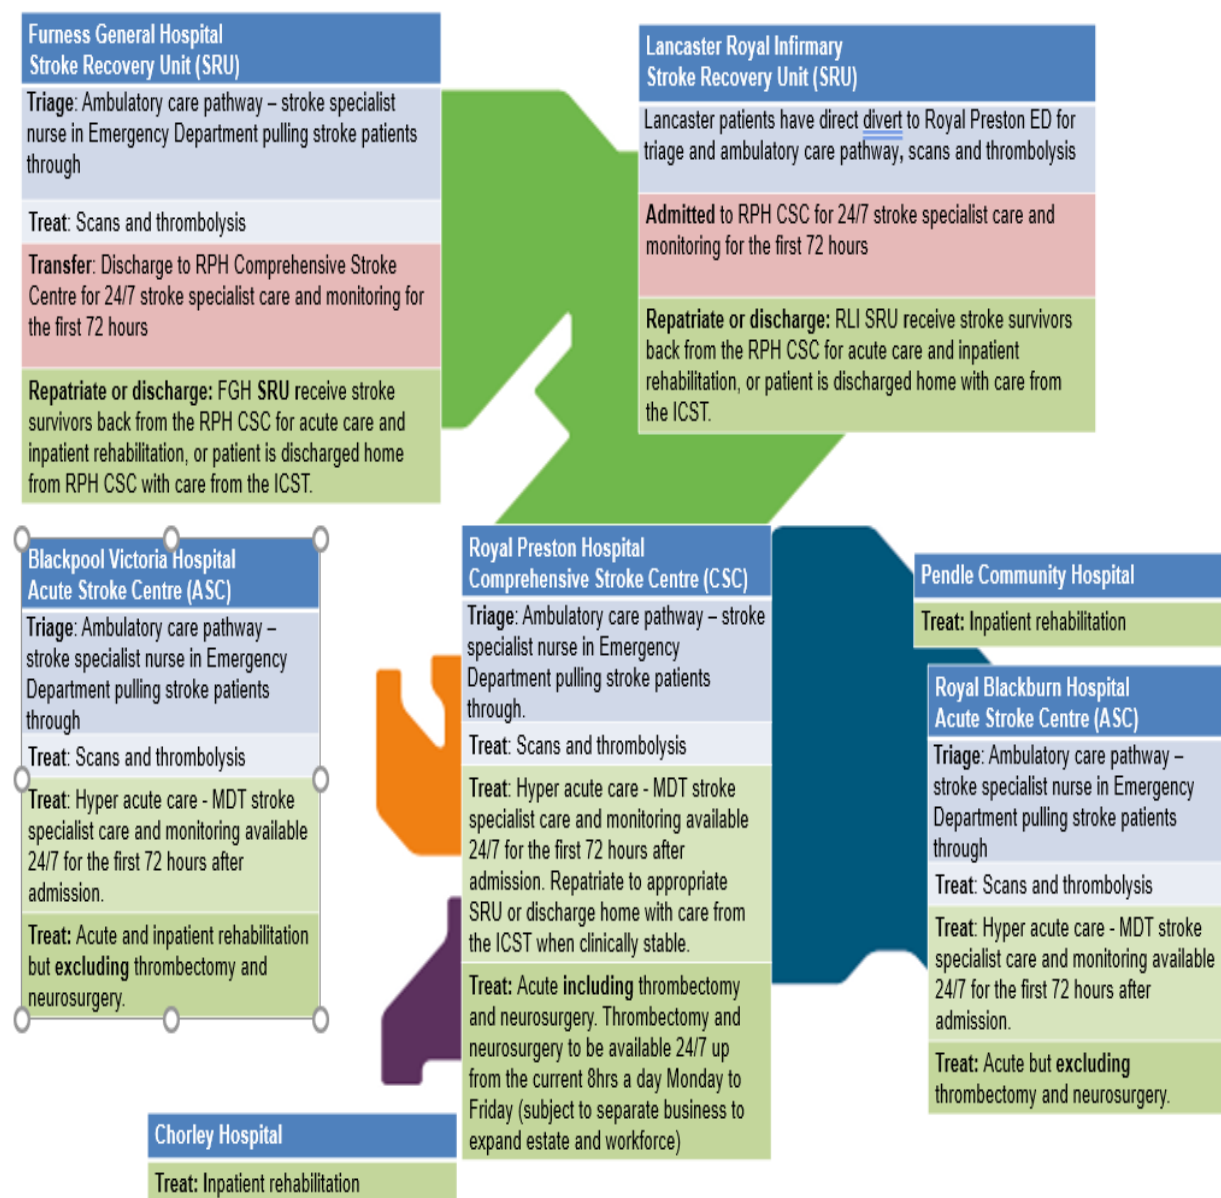 Furness General Hospital
Stroke Recovery Unit (SRU)
Triage: Ambulatory care pathway – stroke specialist
nurse in Emergency Department pulling stroke patients
through
Treat: Scans and thrombolysis
Transfer: Discharge to RPH Comprehensive Stroke
Centre for 24/7 stroke specialist care and monitoring for
the first 72 hours
Repatriate or discharge: FGH SRU receive stroke
survivors back from the RPH CSC for acute care and
inpatient rehabilitation, or patient is discharged home
from RPH CSC with care from the ICST.
Lancaster Royal Infirmary
Stroke Recovery Unit (SRU)
Lancaster patients have direct divert to Royal Preston ED for
triage and ambulatory care pathway, scans and thrombolysis
Admitted to RPH CSC for 24/7 stroke specialist care and
monitoring for the first 72 hours
Repatriate or discharge: RLI SRU receive stroke survivors
back from the RPH CSC for acute care and inpatient
rehabilitation, or patient is discharged home with care from
the ICST.
Blackpool Victoria Hospital
Acute Stroke Centre (ASC)
Triage: Ambulatory care pathway –
stroke specialist nurse in Emergency
Department pulling stroke patients
through
Treat: Scans and thrombolysis
Treat: Hyper acute care - MDT stroke
specialist care and monitoring available
24/7 for the first 72 hours after
admission.
Treat: Acute and inpatient rehabilitation
but excluding thrombectomy and
neurosurgery.
Royal Preston Hospital
Comprehensive Stroke Centre (CSC)
Triage: Ambulatory care pathway – stroke
specialist nurse in Emergency
Department pulling stroke patients
through.
Treat: Scans and thrombolysis
Treat: Hyper acute care - MDT stroke
specialist care and monitoring available
24/7 for the first 72 hours after
admission. Repatriate to appropriate
SRU or discharge home with care from
the ICST when clinically stable.
Treat: Acute including thrombectomy
and neurosurgery. Thrombectomy and
neurosurgery to be available 24/7 up
from the current 8hrs a day Monday to
Friday (subject to separate business to
expand estate and workforce)
Pendle Community Hospital
Treat: Inpatient rehabilitation
Royal Blackburn Hospital
Acute Stroke Centre (ASC)
Triage: Ambulatory care pathway –
stroke specialist nurse in Emergency
Department pulling stroke patients
through
Treat: Scans and thrombolysis
Treat: Hyper acute care - MDT stroke
specialist care and monitoring available
24/7 for the first 72 hours after
admission.
Treat: Acute but excluding
thrombectomy and neurosurgery.
Chorley Hospital
Treat: Inpatient rehabilitation